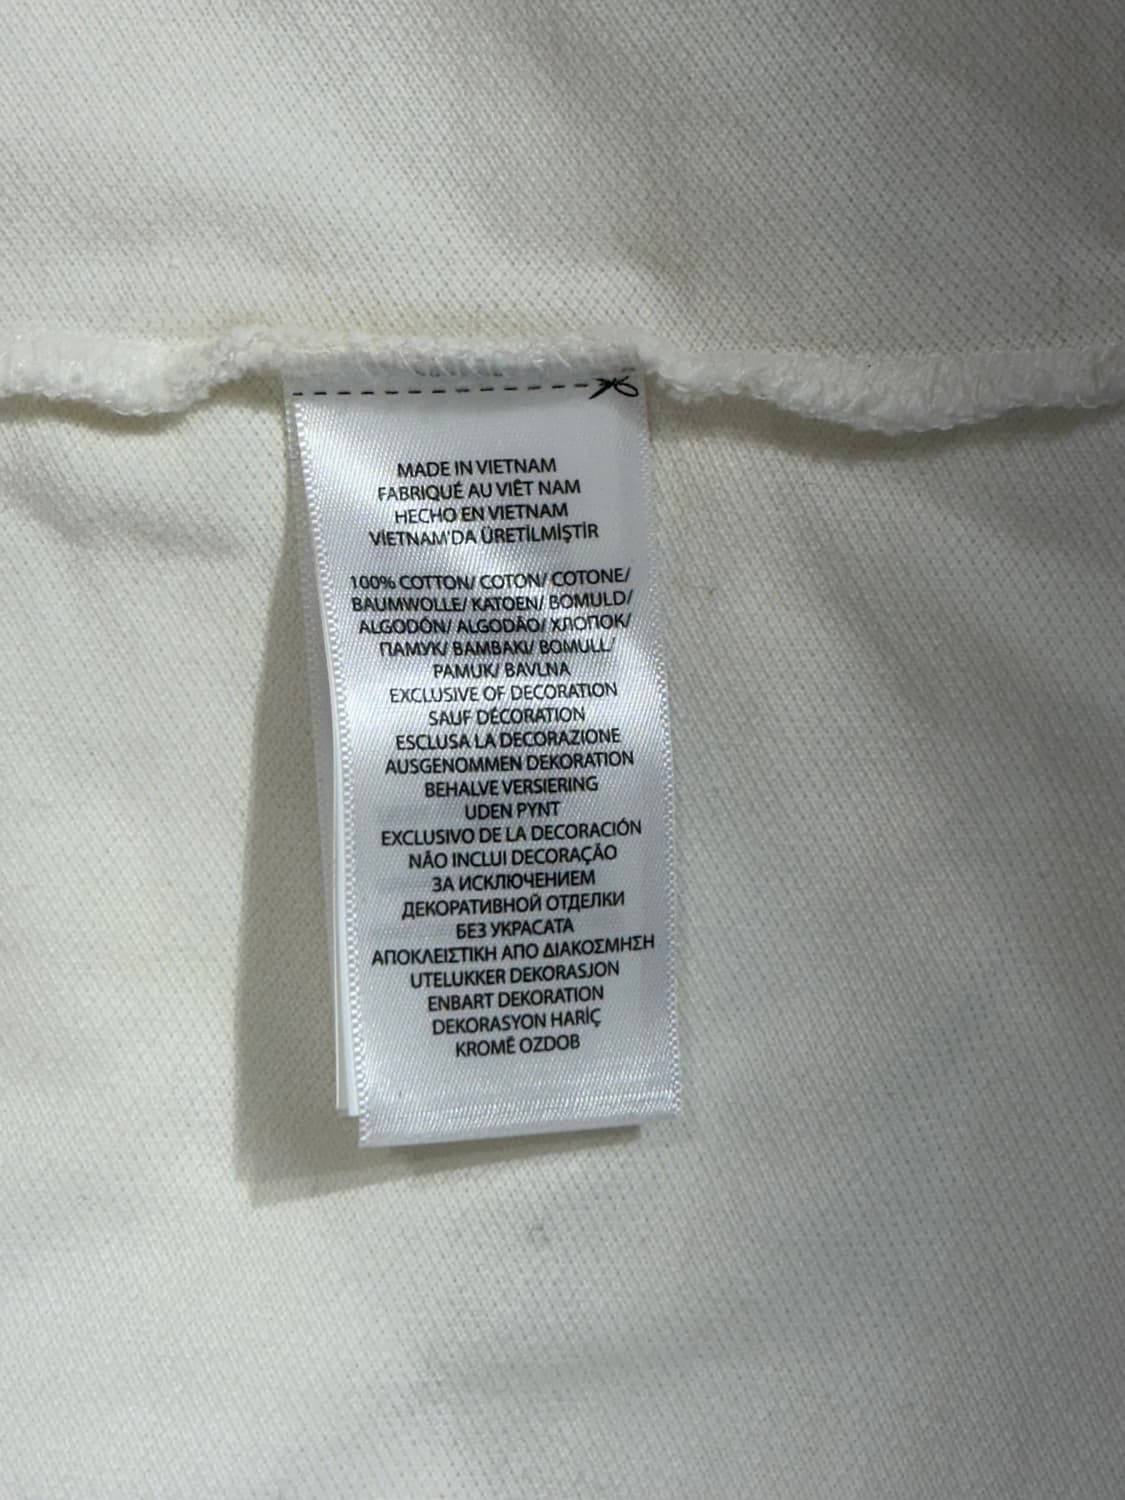 MADE IN VIETNAM
FABRIQUÉ AU VIÊT NAM
HECHO EN VIETNAM
VİETNAM'DA ÜRETİLMİŞTİR
100% COTTON/ COTON/ COTONE/
BAUMWOLLE/ KATOEN/ BOMULD/
ALGODÓN/ ALGODÃO/ ХЛОПОК/
ПАМУК/ BAMBAKI/ BOMULL/
PAMUK/ BAVLNA
EXCLUSIVE OF DECORATION
SAUF DÉCORATION
ESCLUSA LA DECORAZIONE
AUSGENOMMEN DEKORATION
BEHALVE VERSIERING
UDEN PYNT
EXCLUSIVO DE LA DECORACIÓN
NÃO INCLUI DECORAÇÃO
ЗА ИСКЛЮЧЕНИЕМ
ДЕКОРАТИВНОЙ ОТДЕЛКИ
БЕЗ УКРАСАТА
ΑΠΟΚΛΕΙΣΤΙΚΗ ΑΠΟ ΔΙΑΚΟΣΜΗΣΗ
UTELUKKER DEKORASJON
ENBART DEKORATION
DEKORASYON HARİÇ
KROMĚ OZDOB